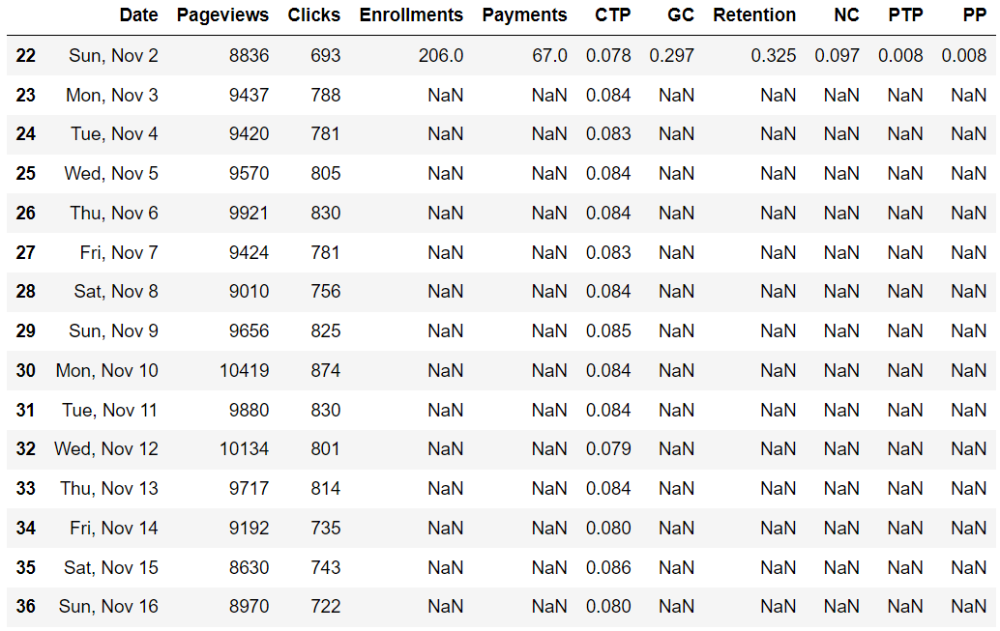 Date Pageviews Clicks Enrollments Payments CTP GC Retention NC PTP PP
22 Sun, Nov 2 8836 693 206.0 67.0 0.078 0.297 0.325 0.097 0.008 0.008
23 Mon, Nov 3 9437 788 NaN NaN 0.084 NaN NaN NaN NaN NaN
24 Tue, Nov 4 9420 781 NaN NaN 0.083 NaN NaN NaN NaN NaN
25 Wed, Nov 5 9570 805 NaN NaN 0.084 NaN NaN NaN NaN NaN
26 Thu, Nov 6 9921 830 NaN NaN 0.084 NaN NaN NaN NaN NaN
27 Fri, Nov 7 9424 781 NaN NaN 0.083 NaN NaN NaN NaN NaN
28 Sat, Nov 8 9010 756 NaN NaN 0.084 NaN NaN NaN NaN NaN
29 Sun, Nov 9 9656 825 NaN NaN 0.085 NaN NaN NaN NaN NaN
30 Mon, Nov 10 10419 874 NaN NaN 0.084 NaN NaN NaN NaN NaN
31 Tue, Nov 11 9880 830 NaN NaN 0.084 NaN NaN NaN NaN NaN
32 Wed, Nov 12 10134 801 NaN NaN 0.079 NaN NaN NaN NaN NaN
33 Thu, Nov 13 9717 814 NaN NaN 0.084 NaN NaN NaN NaN NaN
34 Fri, Nov 14 9192 735 NaN NaN 0.080 NaN NaN NaN NaN NaN
35 Sat, Nov 15 8630 743 NaN NaN 0.086 NaN NaN NaN NaN NaN
36 Sun, Nov 16 8970 722 NaN NaN 0.080 NaN NaN NaN NaN NaN